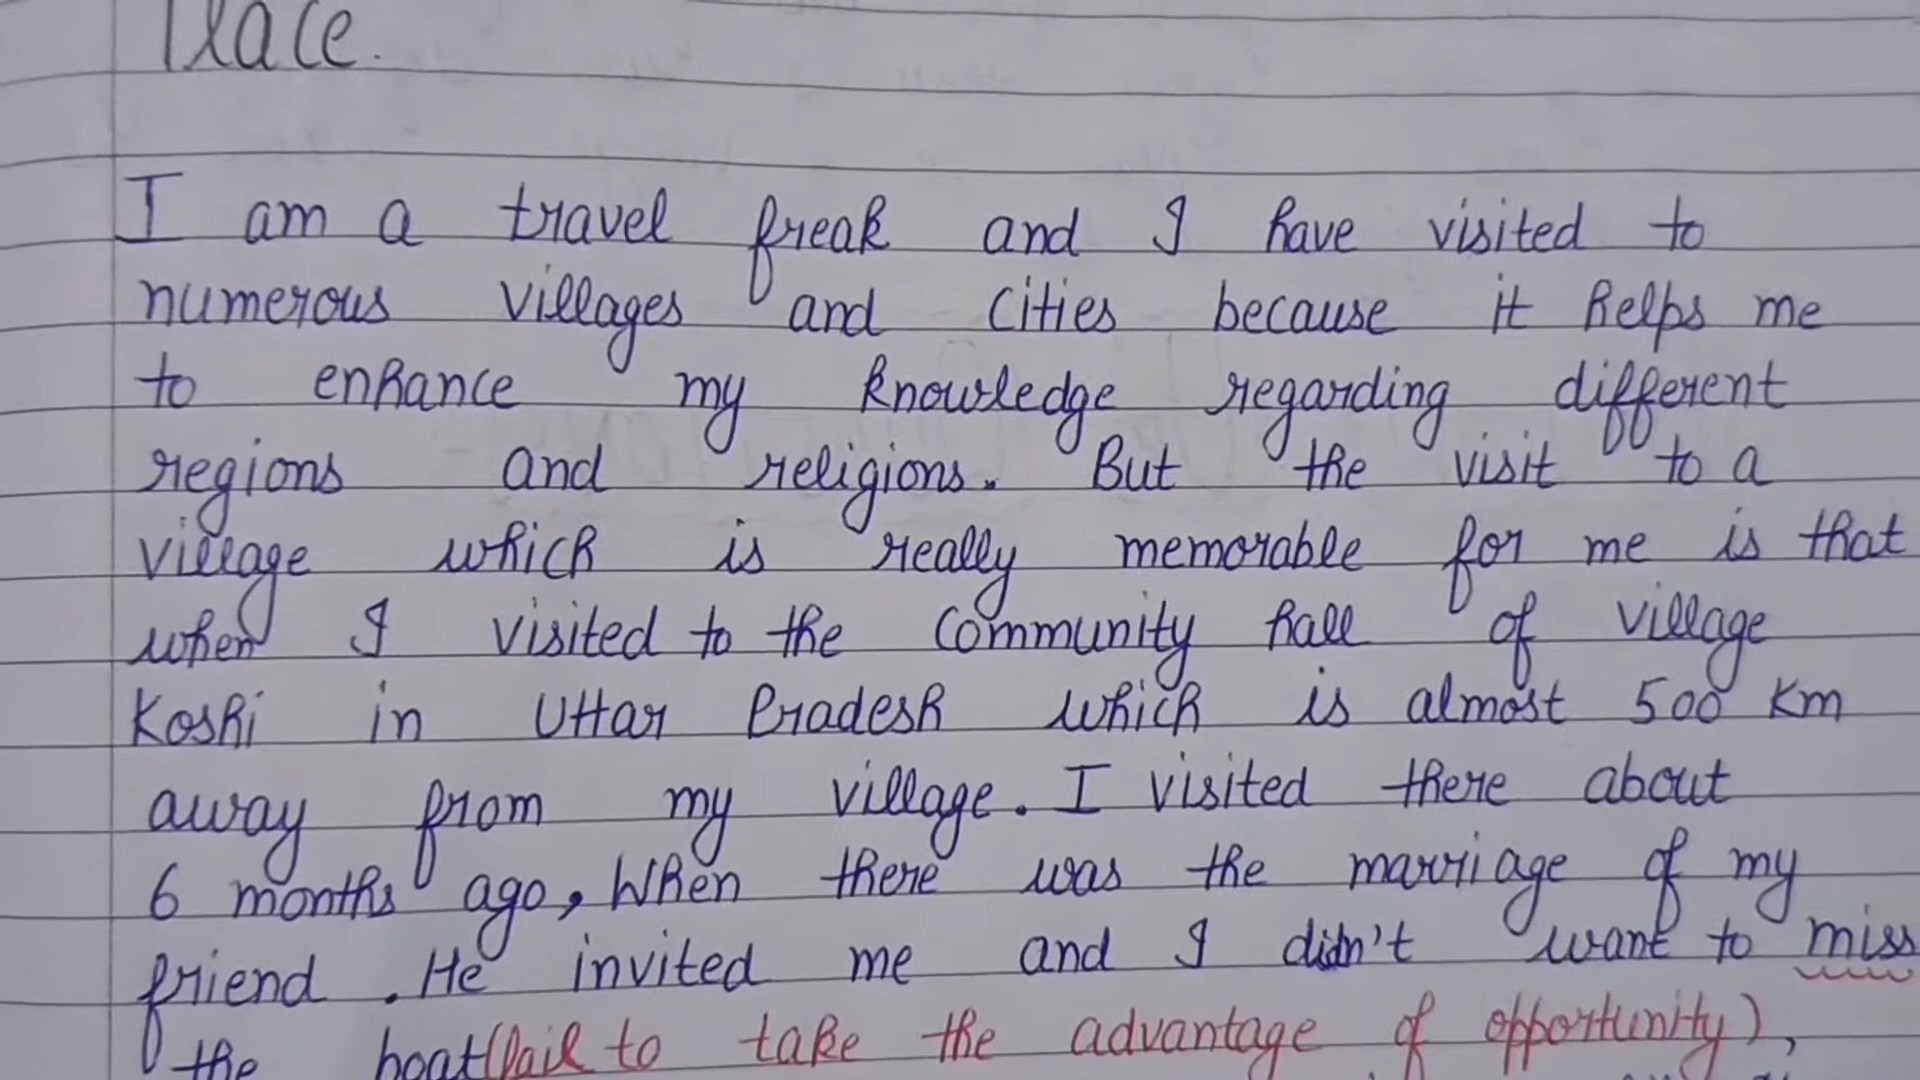 Place.
I am a travel freak and I have visited to
numerous villages and cities because it helps me
to enhance my knowledge regarding different
regions and religions. But the visit to a
village which is really memorable for me is that
when I visited to the community hall of village
Koshi in Uttar Pradesh which is almost 500 km
away from my village. I visited there about
6 months ago, When there was the marriage of my
friend. He invited me and I didn't want to miss
the boat(fail to take the advantage of opportunity),